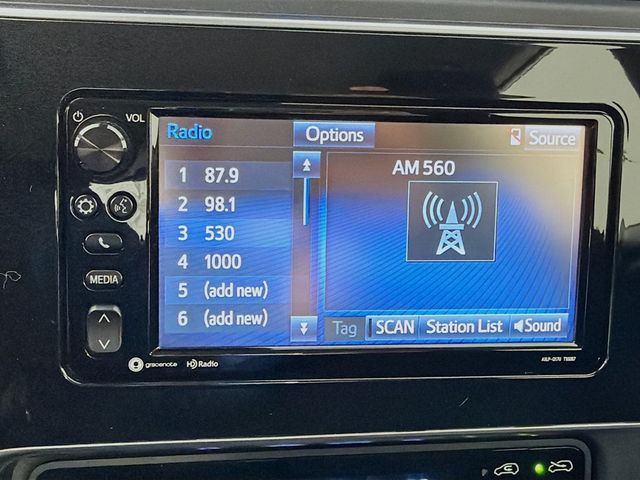 VOL
Radio
Options
Source
1 87.9
2 98.1
3 530
4 1000
5 (add new)
6 (add new)
AM 560
MEDIA
Tag
SCAN
Station List
Sound
gracenote
HD Radio